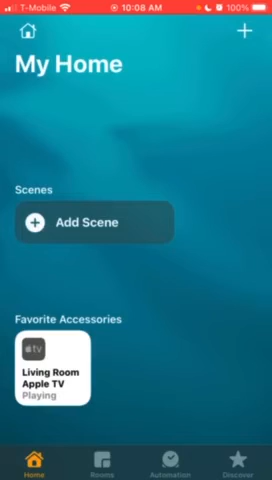 T-Mobile 10:08 AM 100%
My Home
Scenes
Add Scene
Favorite Accessories
tv
Living Room
Apple TV
Playing
Home Rooms Automation Discover